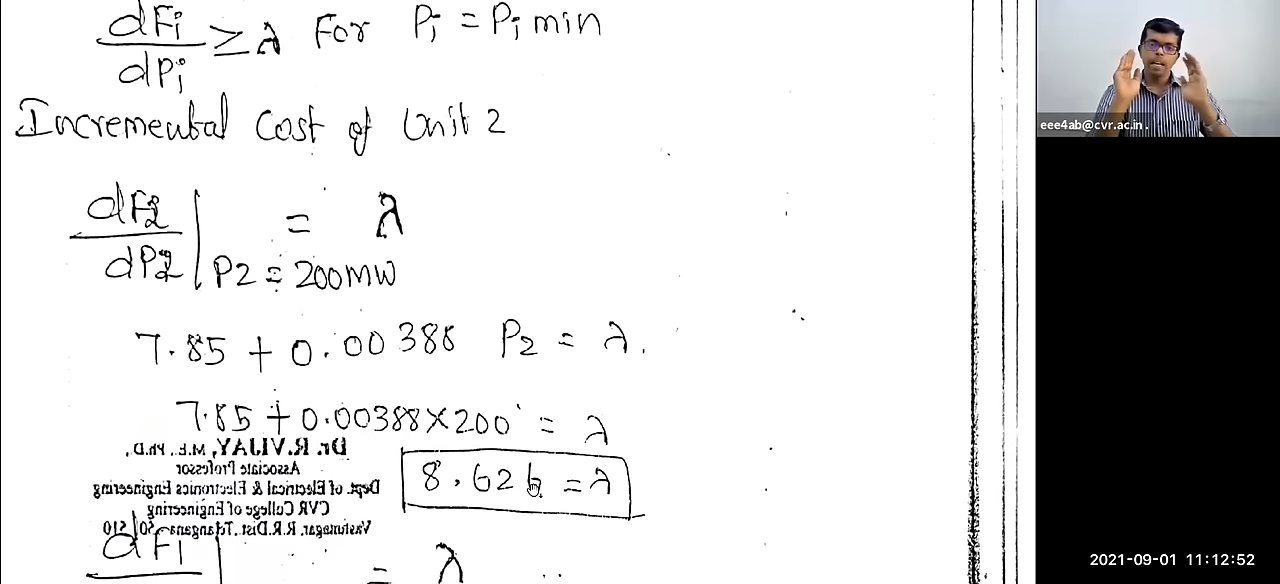 dFi/dPi ≥ λ For Pi = Pi min
Incremental Cost of Unit 2
dF2/dP2 | P2 = 200MW = λ
7.85 + 0.00388 P2 = λ.
7.85 + 0.00388×200 = λ
Dr. R.VIJAY, M.E., Ph.D.,
Associate Professor
Dept. of Electrical & Electronics Engineering
CVR College of Engineering
8.626 = λ
dF1 = λ
eee4ab@cvr.ac.in .
2021-09-01 11:12:52